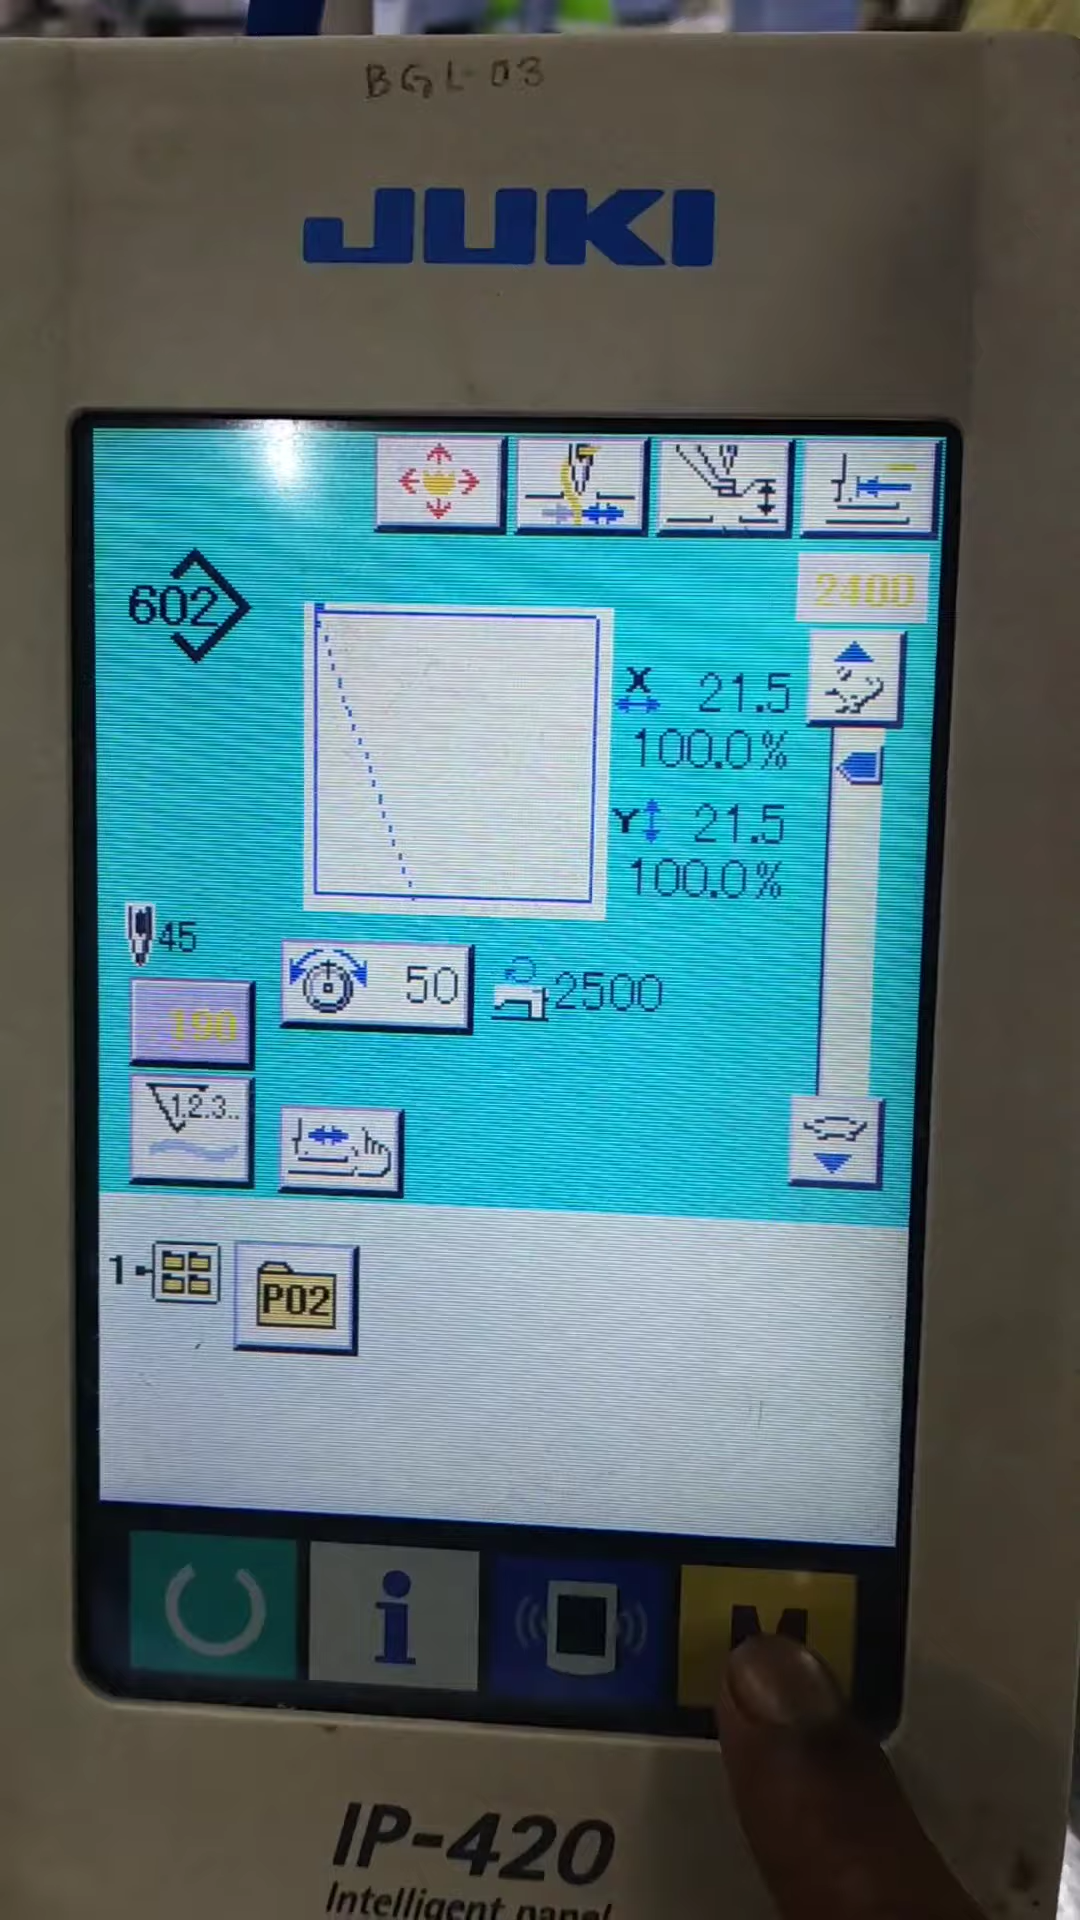 BGL-03
JUKI
2400
602
X 21.5
100.0%
Y 21.5
100.0%
45
50
2500
190
1.2.3..
1
P02
i
M
IP-420
Intelligent panel